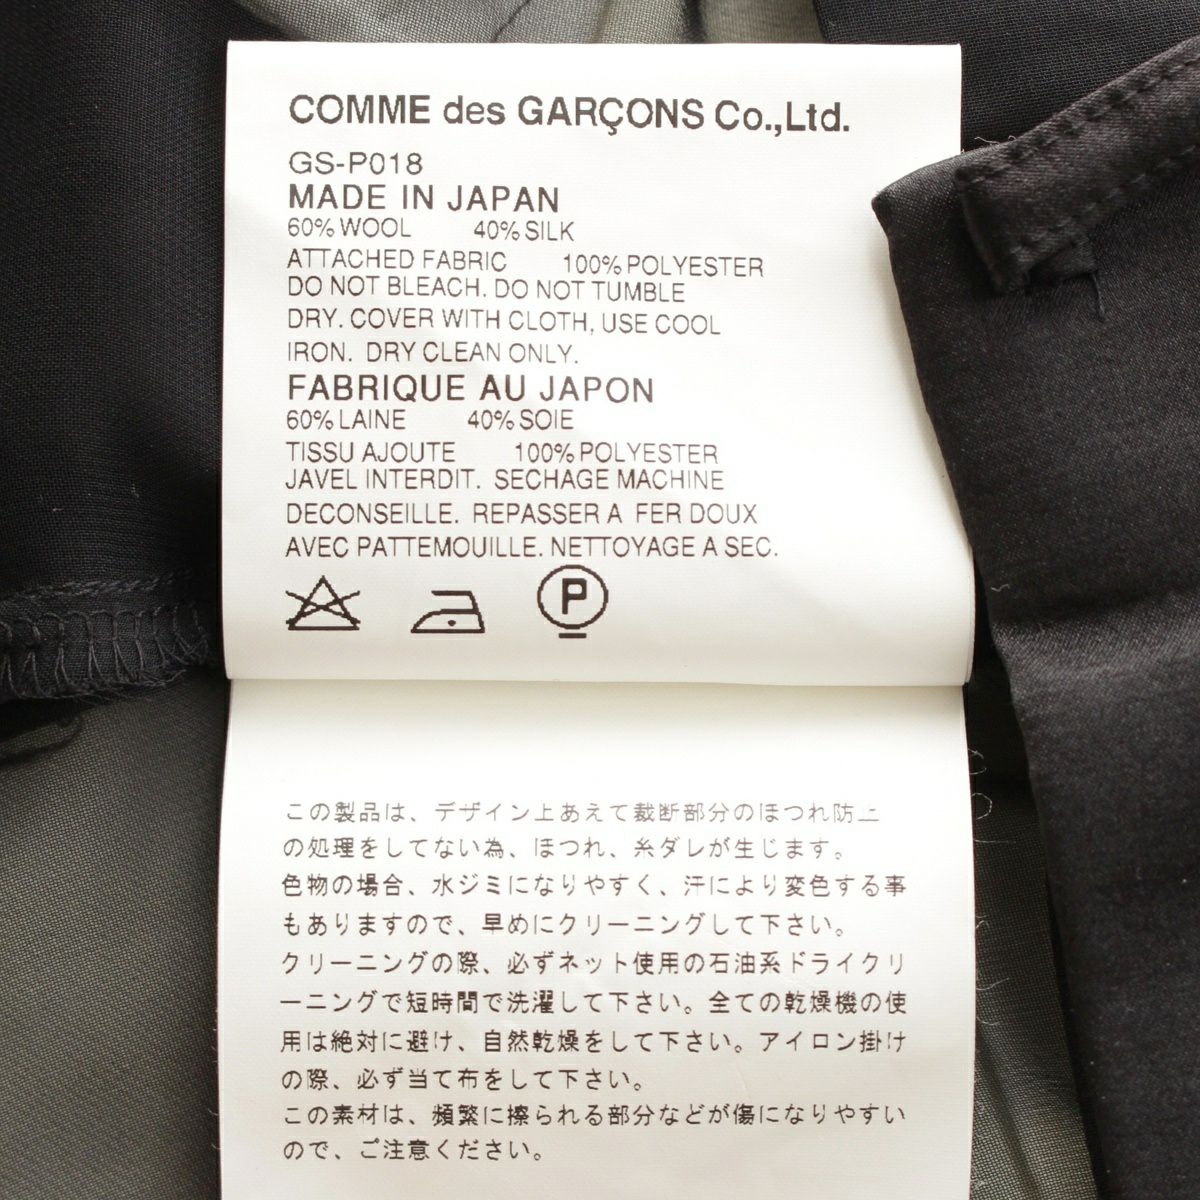 COMME des GARÇONS Co.,Ltd.
GS-P018
MADE IN JAPAN
60% WOOL 40% SILK
ATTACHED FABRIC 100% POLYESTER
DO NOT BLEACH. DO NOT TUMBLE
DRY. COVER WITH CLOTH, USE COOL
IRON. DRY CLEAN ONLY.
FABRIQUE AU JAPON
60% LAINE 40% SOIE
TISSU AJOUTE 100% POLYESTER
JAVEL INTERDIT. SECHAGE MACHINE
DECONSEILLE. REPASSER A FER DOUX
AVEC PATTEMOUILLE. NETTOYAGE A SEC.
P
この製品は、デザイン上あえて裁断部分のほつれ防止
の処理をしてない為、ほつれ、糸ダレが生じます。
色物の場合、水ジミになりやすく、汗により変色する事
もありますので、早めにクリーニングして下さい。
クリーニングの際、必ずネット使用の石油系ドライクリ
ーニングで短時間で洗濯して下さい。全ての乾燥機の使
用は絶対に避け、自然乾燥をして下さい。アイロン掛け
の際、必ず当て布をして下さい。
この素材は、頻繁に擦られる部分などが傷になりやすい
ので、ご注意ください。